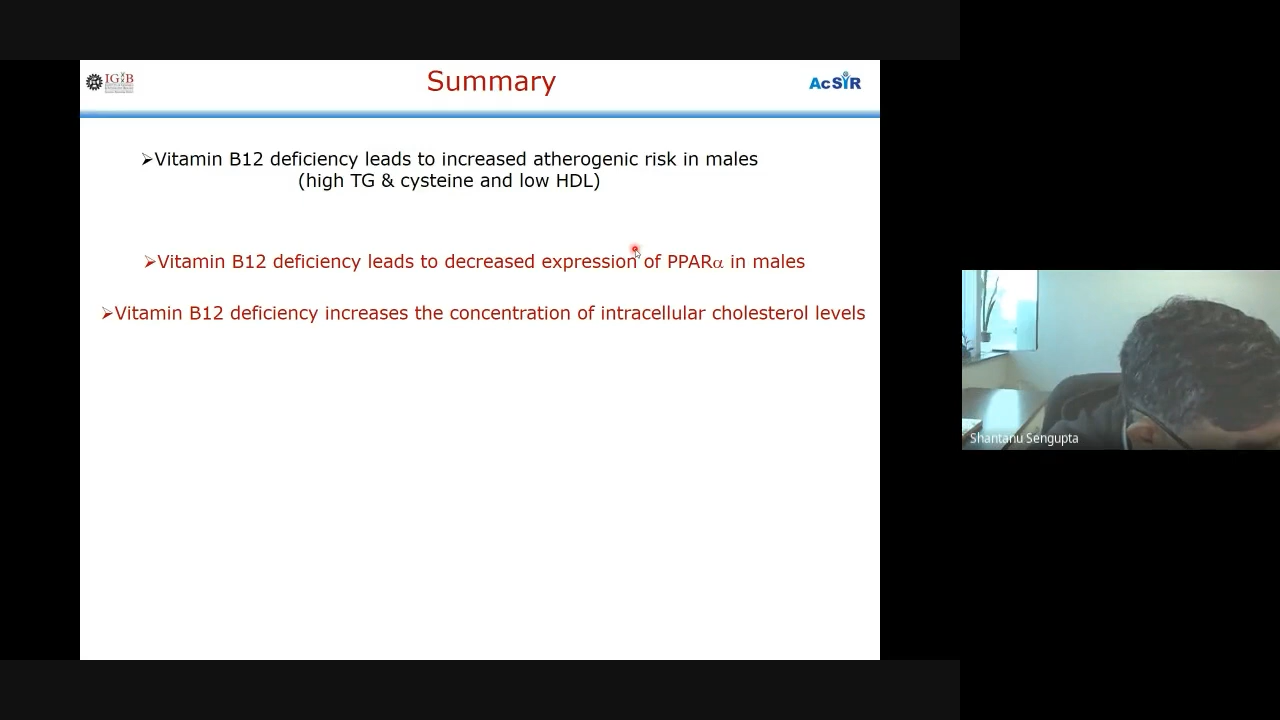 IGIB
Summary
AcSIR
➢Vitamin B12 deficiency leads to increased atherogenic risk in males
(high TG & cysteine and low HDL)
➢Vitamin B12 deficiency leads to decreased expression of PPARα in males
➢Vitamin B12 deficiency increases the concentration of intracellular cholesterol levels
Shantanu Sengupta